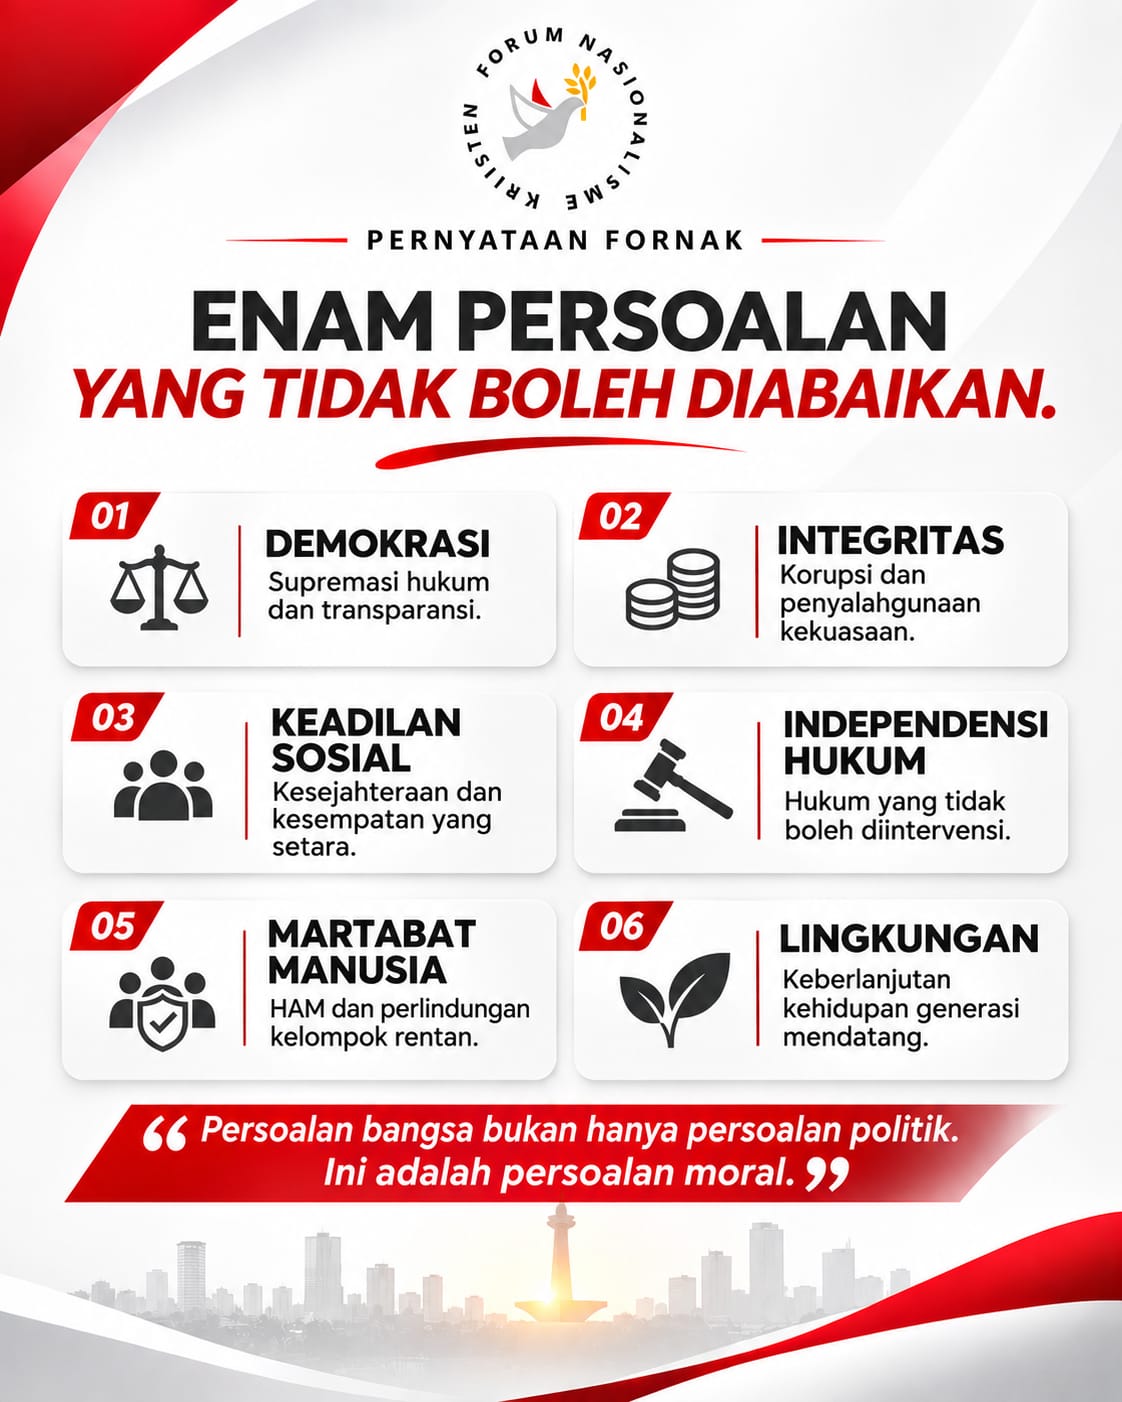 FORUM NASIONALISME KRIISTEN
PERNYATAAN FORNAK
ENAM PERSOALAN
YANG TIDAK BOLEH DIABAIKAN.
01
DEMOKRASI
Supremasi hukum
dan transparansi.
02
INTEGRITAS
Korupsi dan
penyalahgunaan
kekuasaan.
03
KEADILAN
SOSIAL
Kesejahteraan dan
kesempatan yang
setara.
04
INDEPENDENSI
HUKUM
Hukum yang tidak
boleh diintervensi.
05
MARTABAT
MANUSIA
HAM dan perlindungan
kelompok rentan.
06
LINGKUNGAN
Keberlanjutan
kehidupan generasi
mendatang.
“Persoalan bangsa bukan hanya persoalan politik.
Ini adalah persoalan moral.”